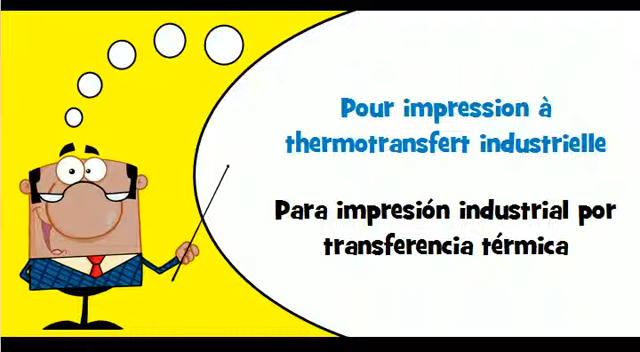 Pour impression à
thermotransfert industrielle
Para impresión industrial por
transferencia térmica